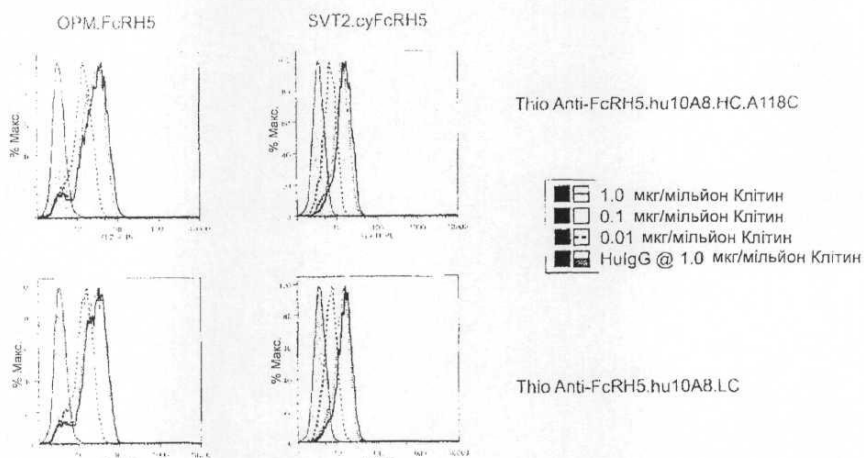 OPM.FcRH5
SVT2.cyFcRH5
% Макс.
% Макс.
Thio Anti-FcRH5.hu10A8.HC.A118C
1.0 мкг/мільйон Клітин
0.1 мкг/мільйон Клітин
0.01 мкг/мільйон Клітин
HuIgG @ 1.0 мкг/мільйон Клітин
% Макс.
% Макс.
Thio Anti-FcRH5.hu10A8.LC